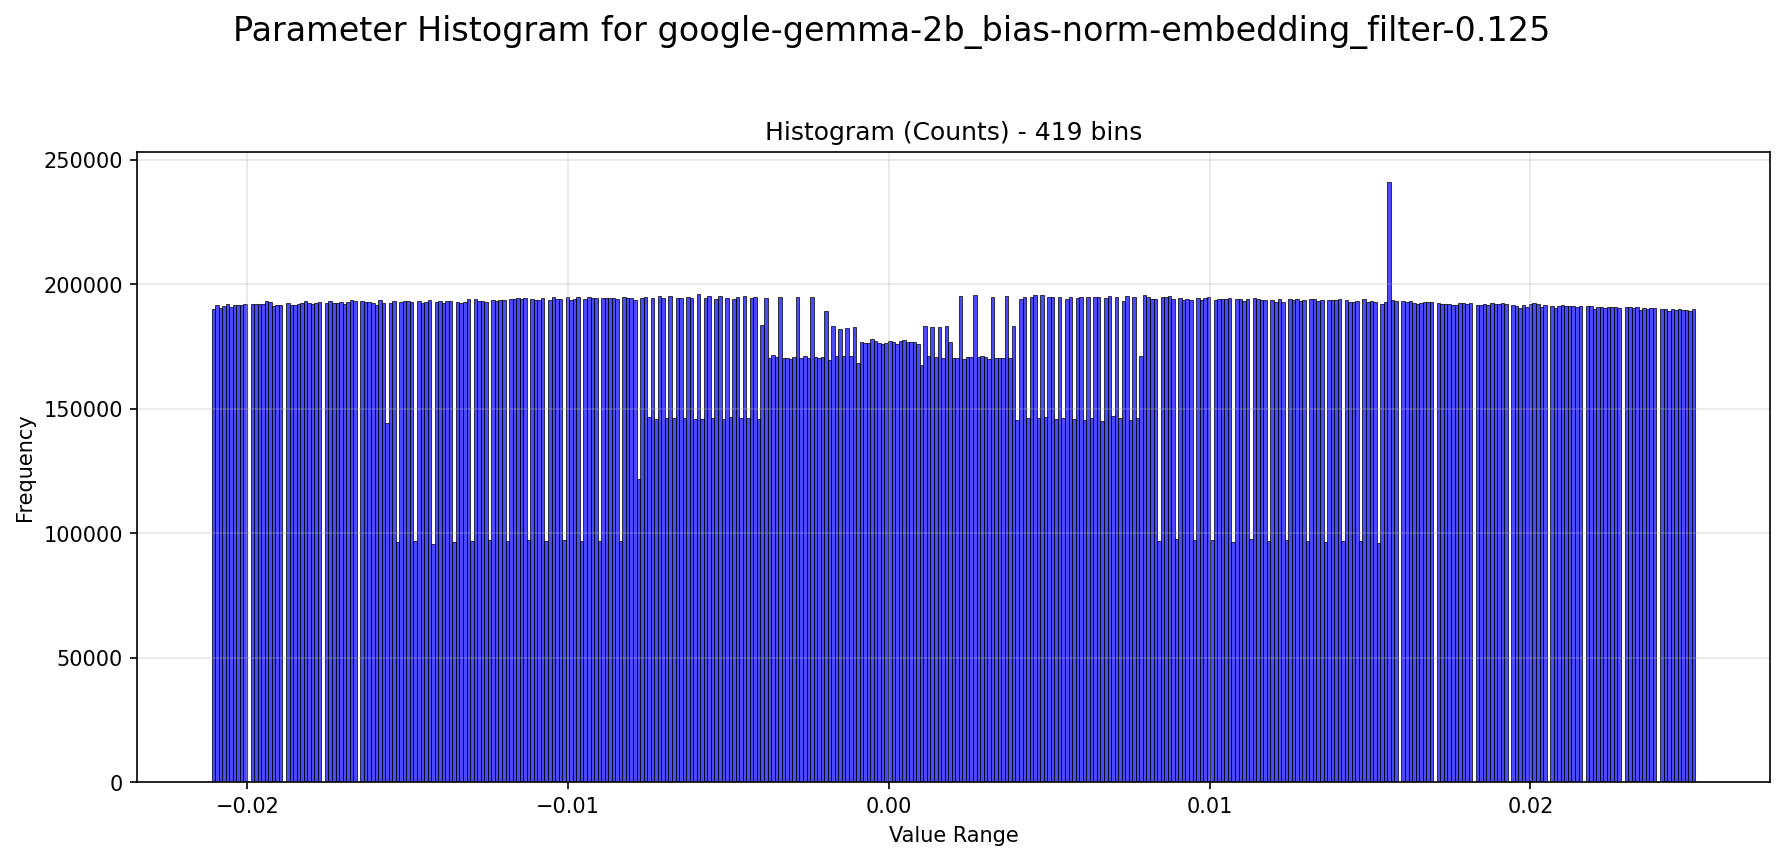 Parameter Histogram for google-gemma-2b_bias-norm-embedding_filter-0.125
Histogram (Counts) - 419 bins
250000
200000
150000
100000
50000
0
Frequency
−0.02
−0.01
0.00
0.01
0.02
Value Range